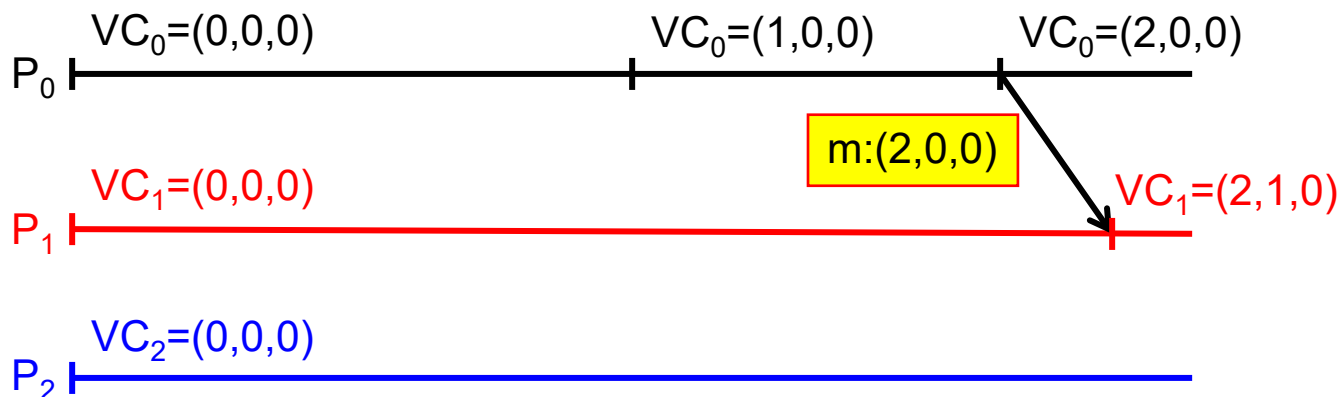 VC₀=(0,0,0) VC₀=(1,0,0) VC₀=(2,0,0)
P₀
m:(2,0,0)
VC₁=(0,0,0) VC₁=(2,1,0)
P₁
VC₂=(0,0,0)
P₂